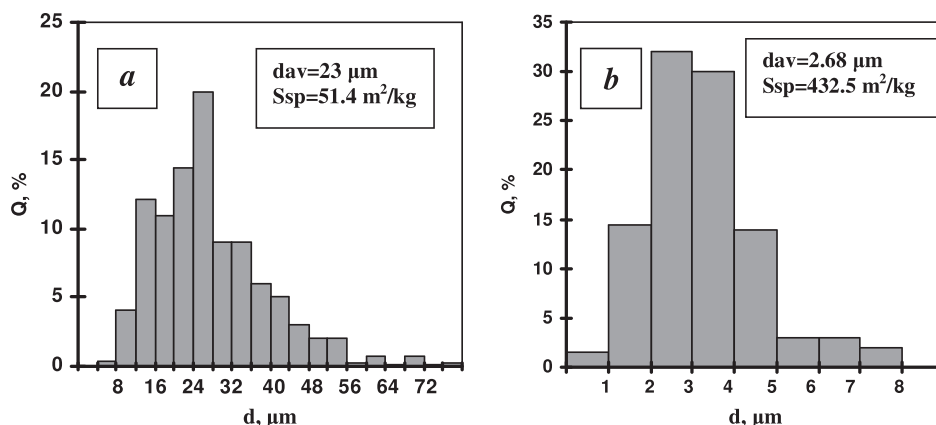 25
20
15
10
5
0
Q, %
a
dav=23 µm
Ssp=51.4 m²/kg
8 16 24 32 40 48 56 64 72
d, µm
35
30
25
20
15
10
5
0
Q, %
b
dav=2.68 µm
Ssp=432.5 m²/kg
1 2 3 4 5 6 7 8
d, µm